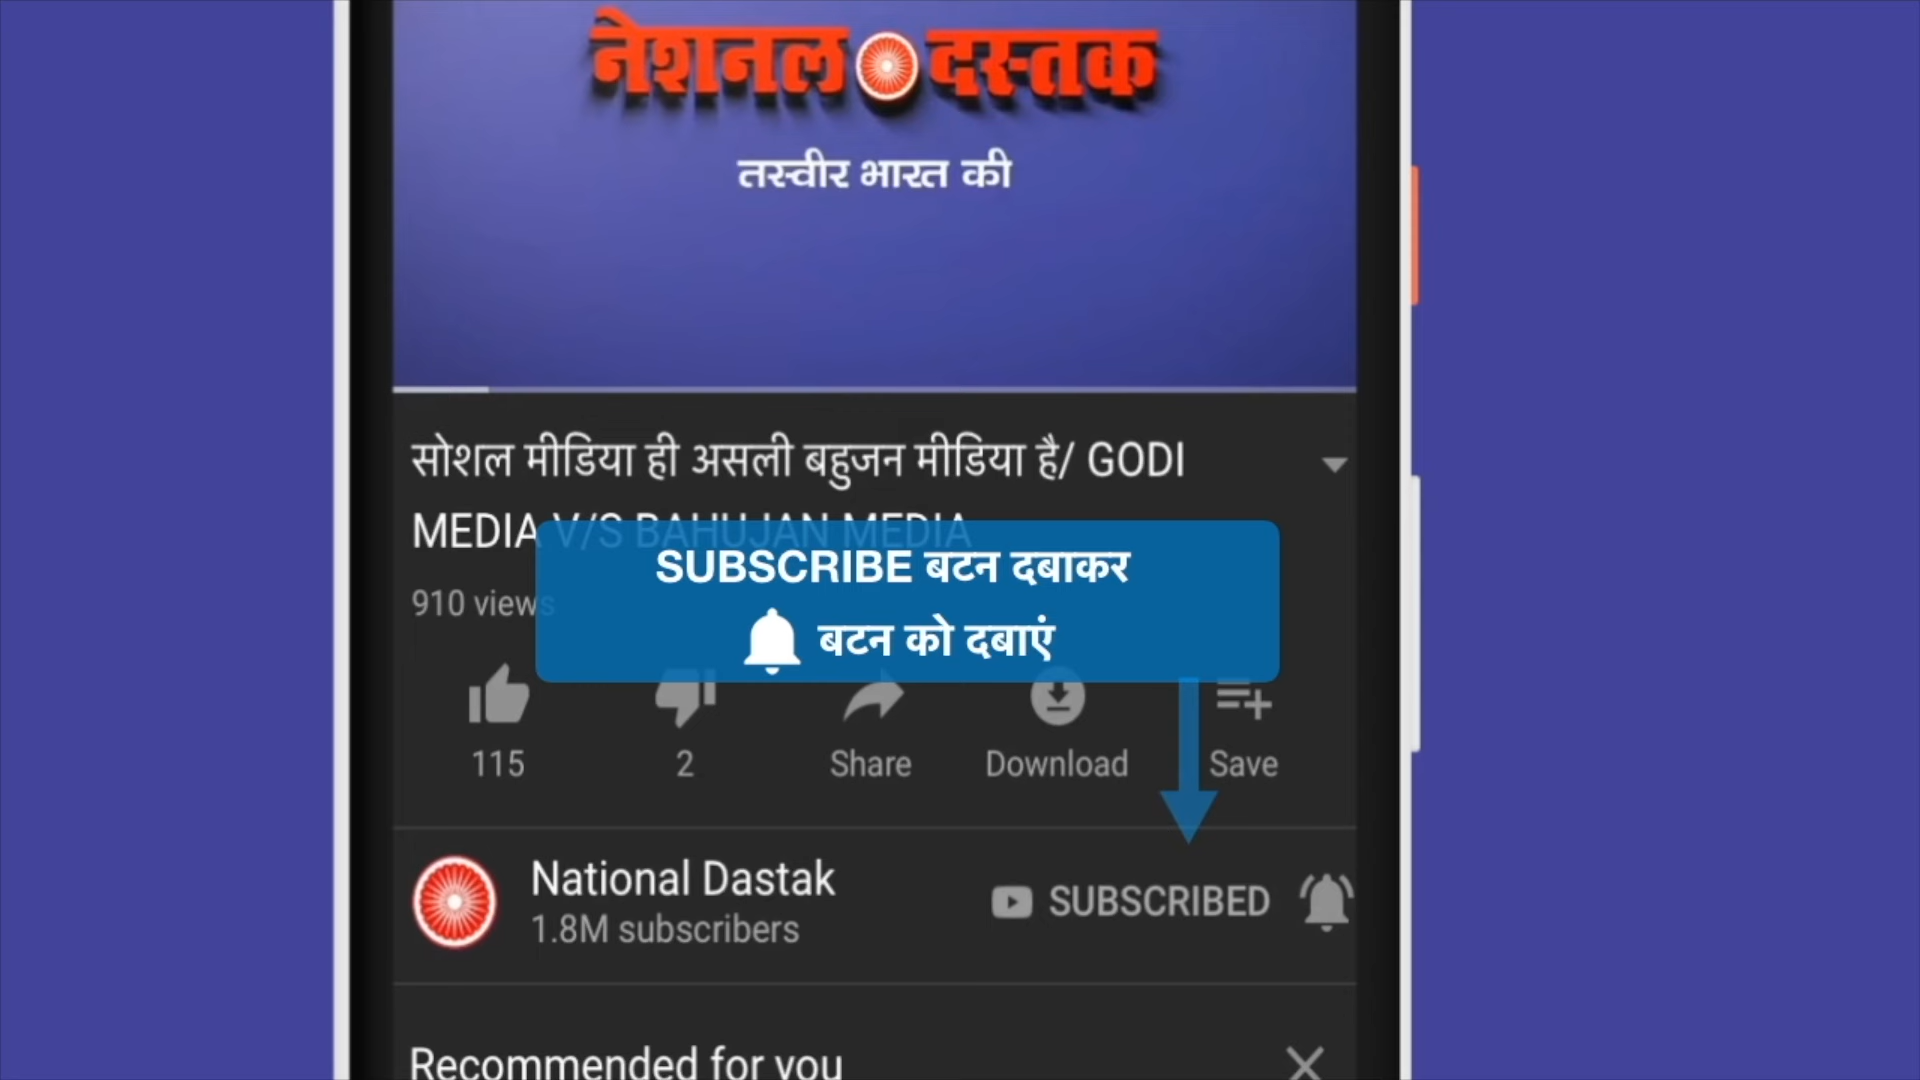 नेशनल दस्तक
तस्वीर भारत की
सोशल मीडिया ही असली बहुजन मीडिया है/ GODI
MEDIA V/S BAHUJAN MEDIA
SUBSCRIBE बटन दबाकर
910 views
बटन को दबाएं
115
2
Share
Download
Save
National Dastak
SUBSCRIBED
1.8M subscribers
Recommended for you